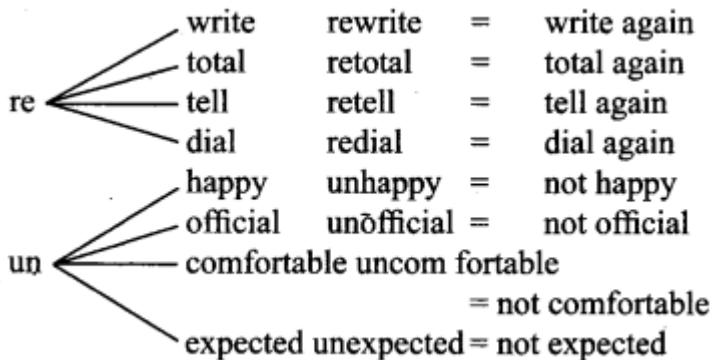 write rewrite = write again
total retotal = total again
re tell retell = tell again
dial redial = dial again
happy unhappy = not happy
official unōfficial = not official
un comfortable uncom fortable
= not comfortable
expected unexpected = not expected